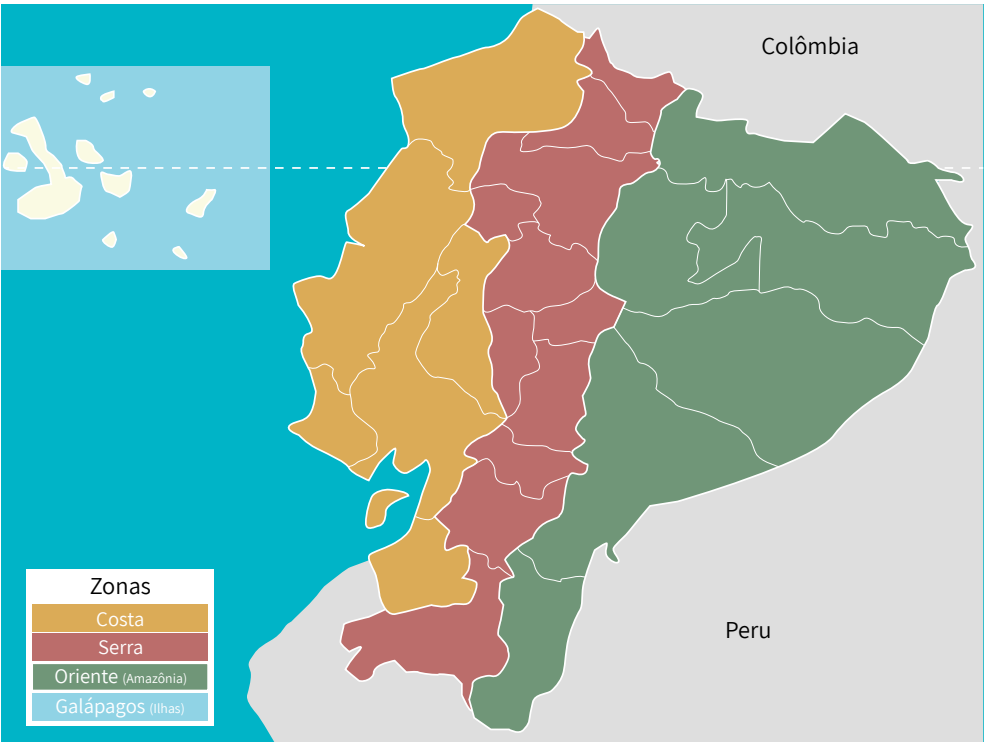 Colômbia
Peru
Zonas
Costa
Serra
Oriente (Amazônia)
Galápagos (Ilhas)